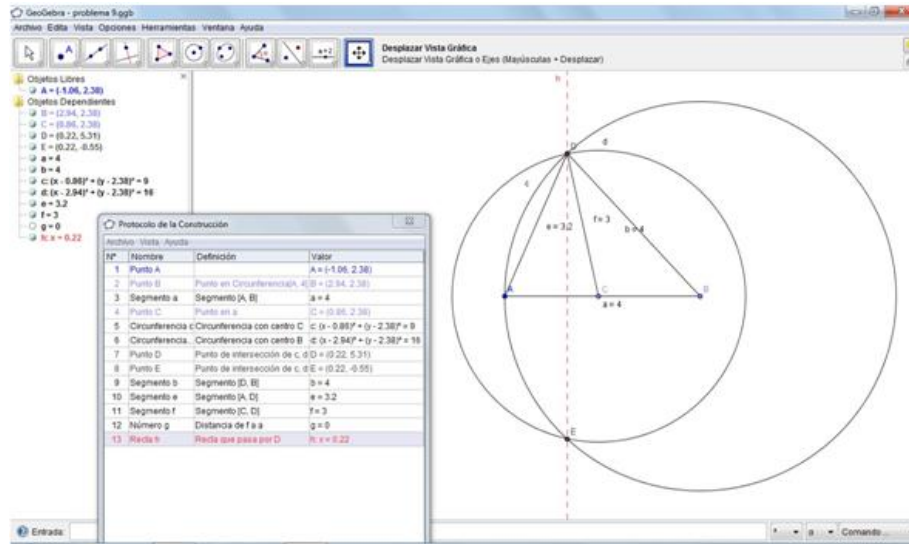 GeoGebra - problema 9.ggb
Archivo Edita Vista Opciones Herramientas Ventana Ayuda
A
a=2
Desplazar Vista Gráfica
Desplazar Vista Gráfica o Ejes (Mayúsculas + Desplazar)
Objetos Libres
A = (-1.06, 2.38)
Objetos Dependientes
B = (2.94, 2.38)
C = (0.86, 2.38)
D = (0.22, 5.31)
E = (0.22, -0.55)
a = 4
b = 4
c: (x - 0.86)² + (y - 2.38)² = 9
d: (x - 2.94)² + (y - 2.38)² = 16
e = 3.2
f = 3
g = 0
h: x = 0.22
h
D
d
c
e = 3.2
f = 3
b = 4
A
C
B
a = 4
E
Protocolo de la Construcción
Archivo Vista Ayuda
Nº Nombre Definición Valor
1 Punto A A = (-1.06, 2.38)
2 Punto B Punto en Circunferencia[A, 4] B = (2.94, 2.38)
3 Segmento a Segmento [A, B] a = 4
4 Punto C Punto en a C = (0.86, 2.38)
5 Circunferencia c Circunferencia con centro C c: (x - 0.86)² + (y - 2.38)² = 9
6 Circunferencia... Circunferencia con centro B d: (x - 2.94)² + (y - 2.38)² = 16
7 Punto D Punto de intersección de c, d D = (0.22, 5.31)
8 Punto E Punto de intersección de c, d E = (0.22, -0.55)
9 Segmento b Segmento [D, B] b = 4
10 Segmento e Segmento [A, D] e = 3.2
11 Segmento f Segmento [C, D] f = 3
12 Número g Distancia de f a a g = 0
13 Recta h Recta que pasa por D h: x = 0.22
Entrada:
Comando...